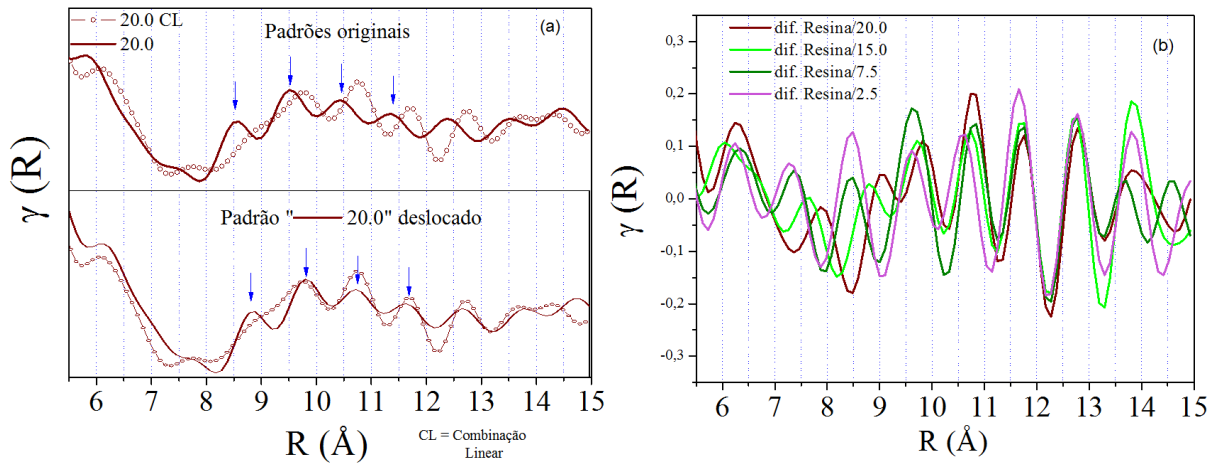 20.0 CL
20.0
(a)
Padrões originais
γ (R)
Padrão "20.0" deslocado
6 7 8 9 10 11 12 13 14 15
R (Å)
CL = Combinação
Linear
(b)
dif. Resina/20.0
dif. Resina/15.0
dif. Resina/7.5
dif. Resina/2.5
0,3
0,2
0,1
0,0
-0,1
-0,2
-0,3
γ (R)
6 7 8 9 10 11 12 13 14 15
R (Å)